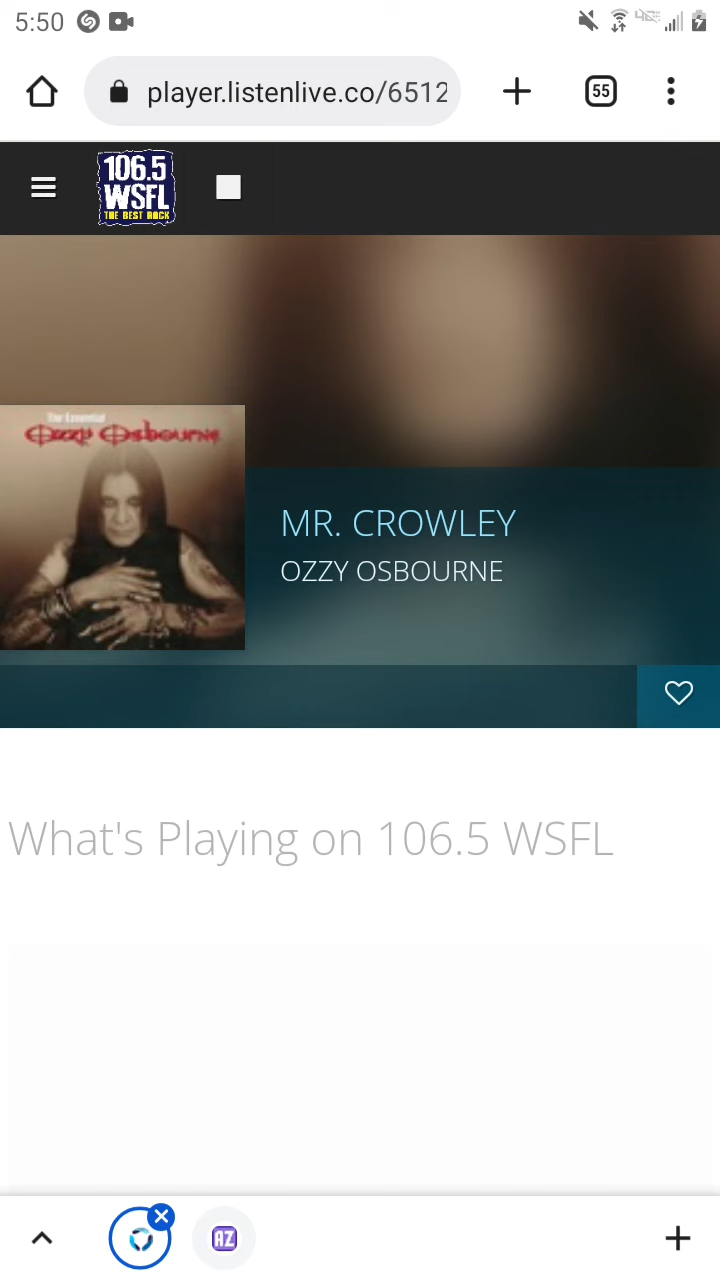 5:50
player.listenlive.co/6512
55
106.5
WSFL
THE BEST ROCK
The Essential
Ozzy Osbourne
MR. CROWLEY
OZZY OSBOURNE
What's Playing on 106.5 WSFL
AZ